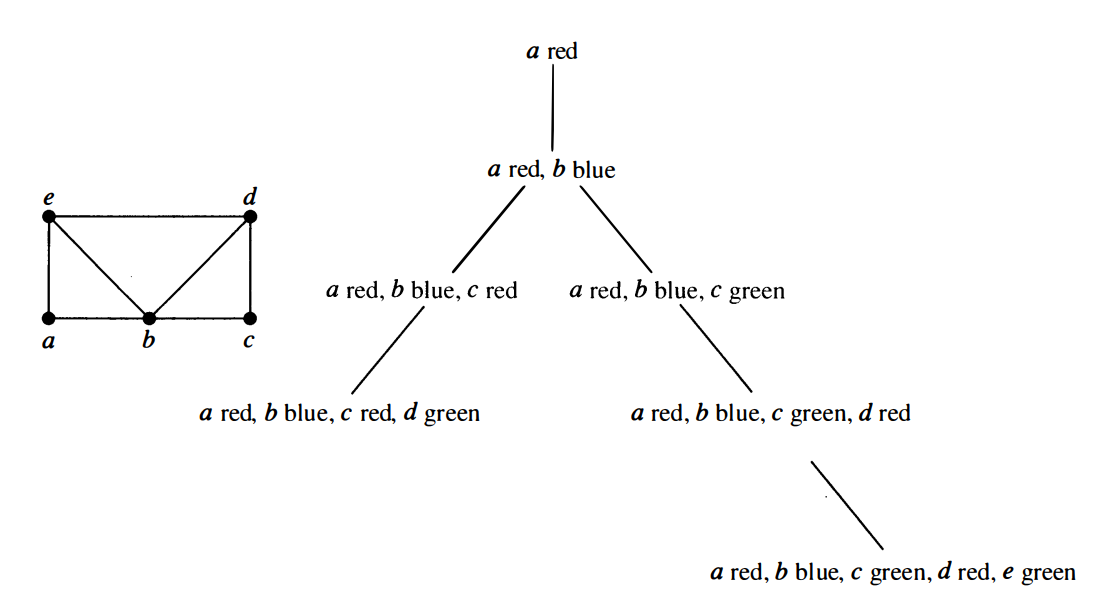 a red
a red, b blue
e d
a red, b blue, c red a red, b blue, c green
a b c
a red, b blue, c red, d green a red, b blue, c green, d red
a red, b blue, c green, d red, e green